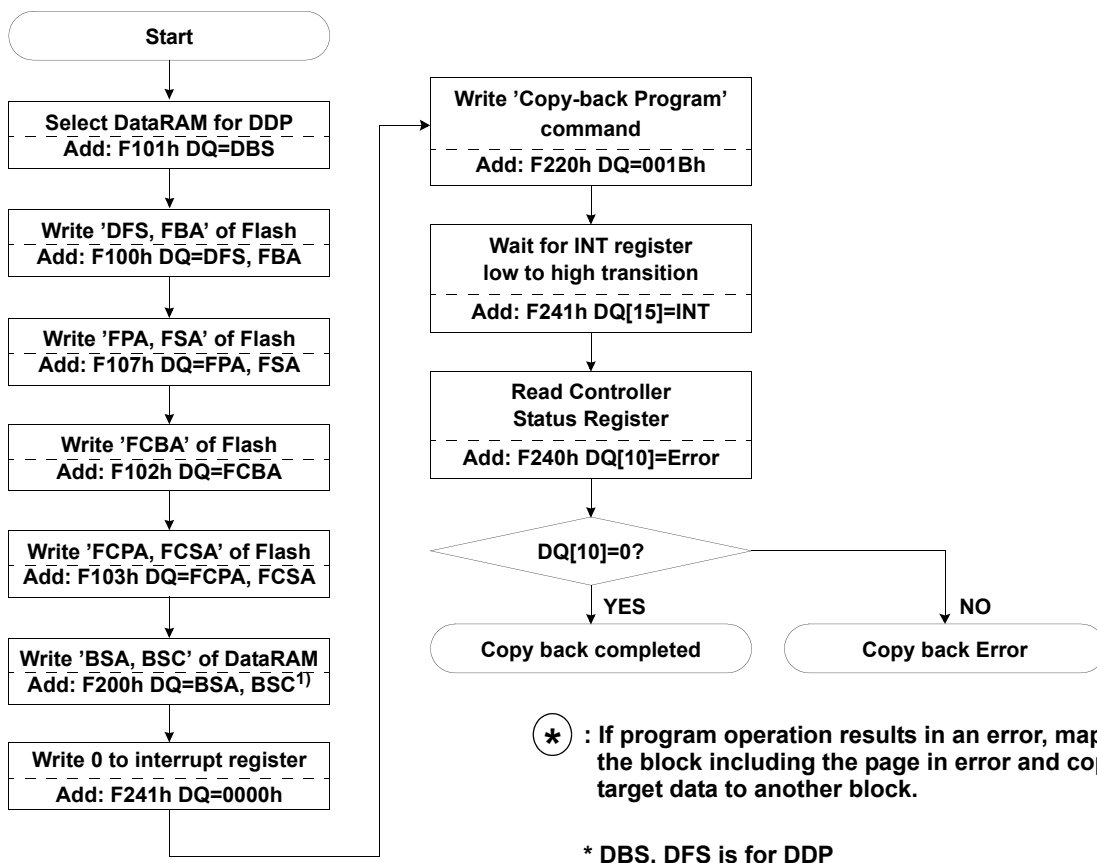 Start
Select DataRAM for DDP
Add: F101h DQ=DBS
Write ’DFS, FBA’ of Flash
Add: F100h DQ=DFS, FBA
Write ’FPA, FSA’ of Flash
Add: F107h DQ=FPA, FSA
Write ’FCBA’ of Flash
Add: F102h DQ=FCBA
Write ’FCPA, FCSA’ of Flash
Add: F103h DQ=FCPA, FCSA
Write ’BSA, BSC’ of DataRAM
Add: F200h DQ=BSA, BSC1)
Write 0 to interrupt register
Add: F241h DQ=0000h
Write ’Copy-back Program’
command
Add: F220h DQ=001Bh
Wait for INT register
low to high transition
Add: F241h DQ[15]=INT
Read Controller
Status Register
Add: F240h DQ[10]=Error
DQ[10]=0?
YES
NO
Copy back completed
Copy back Error
* : If program operation results in an error, map
the block including the page in error and
target data to another block.
* DBS, DFS is for DDP